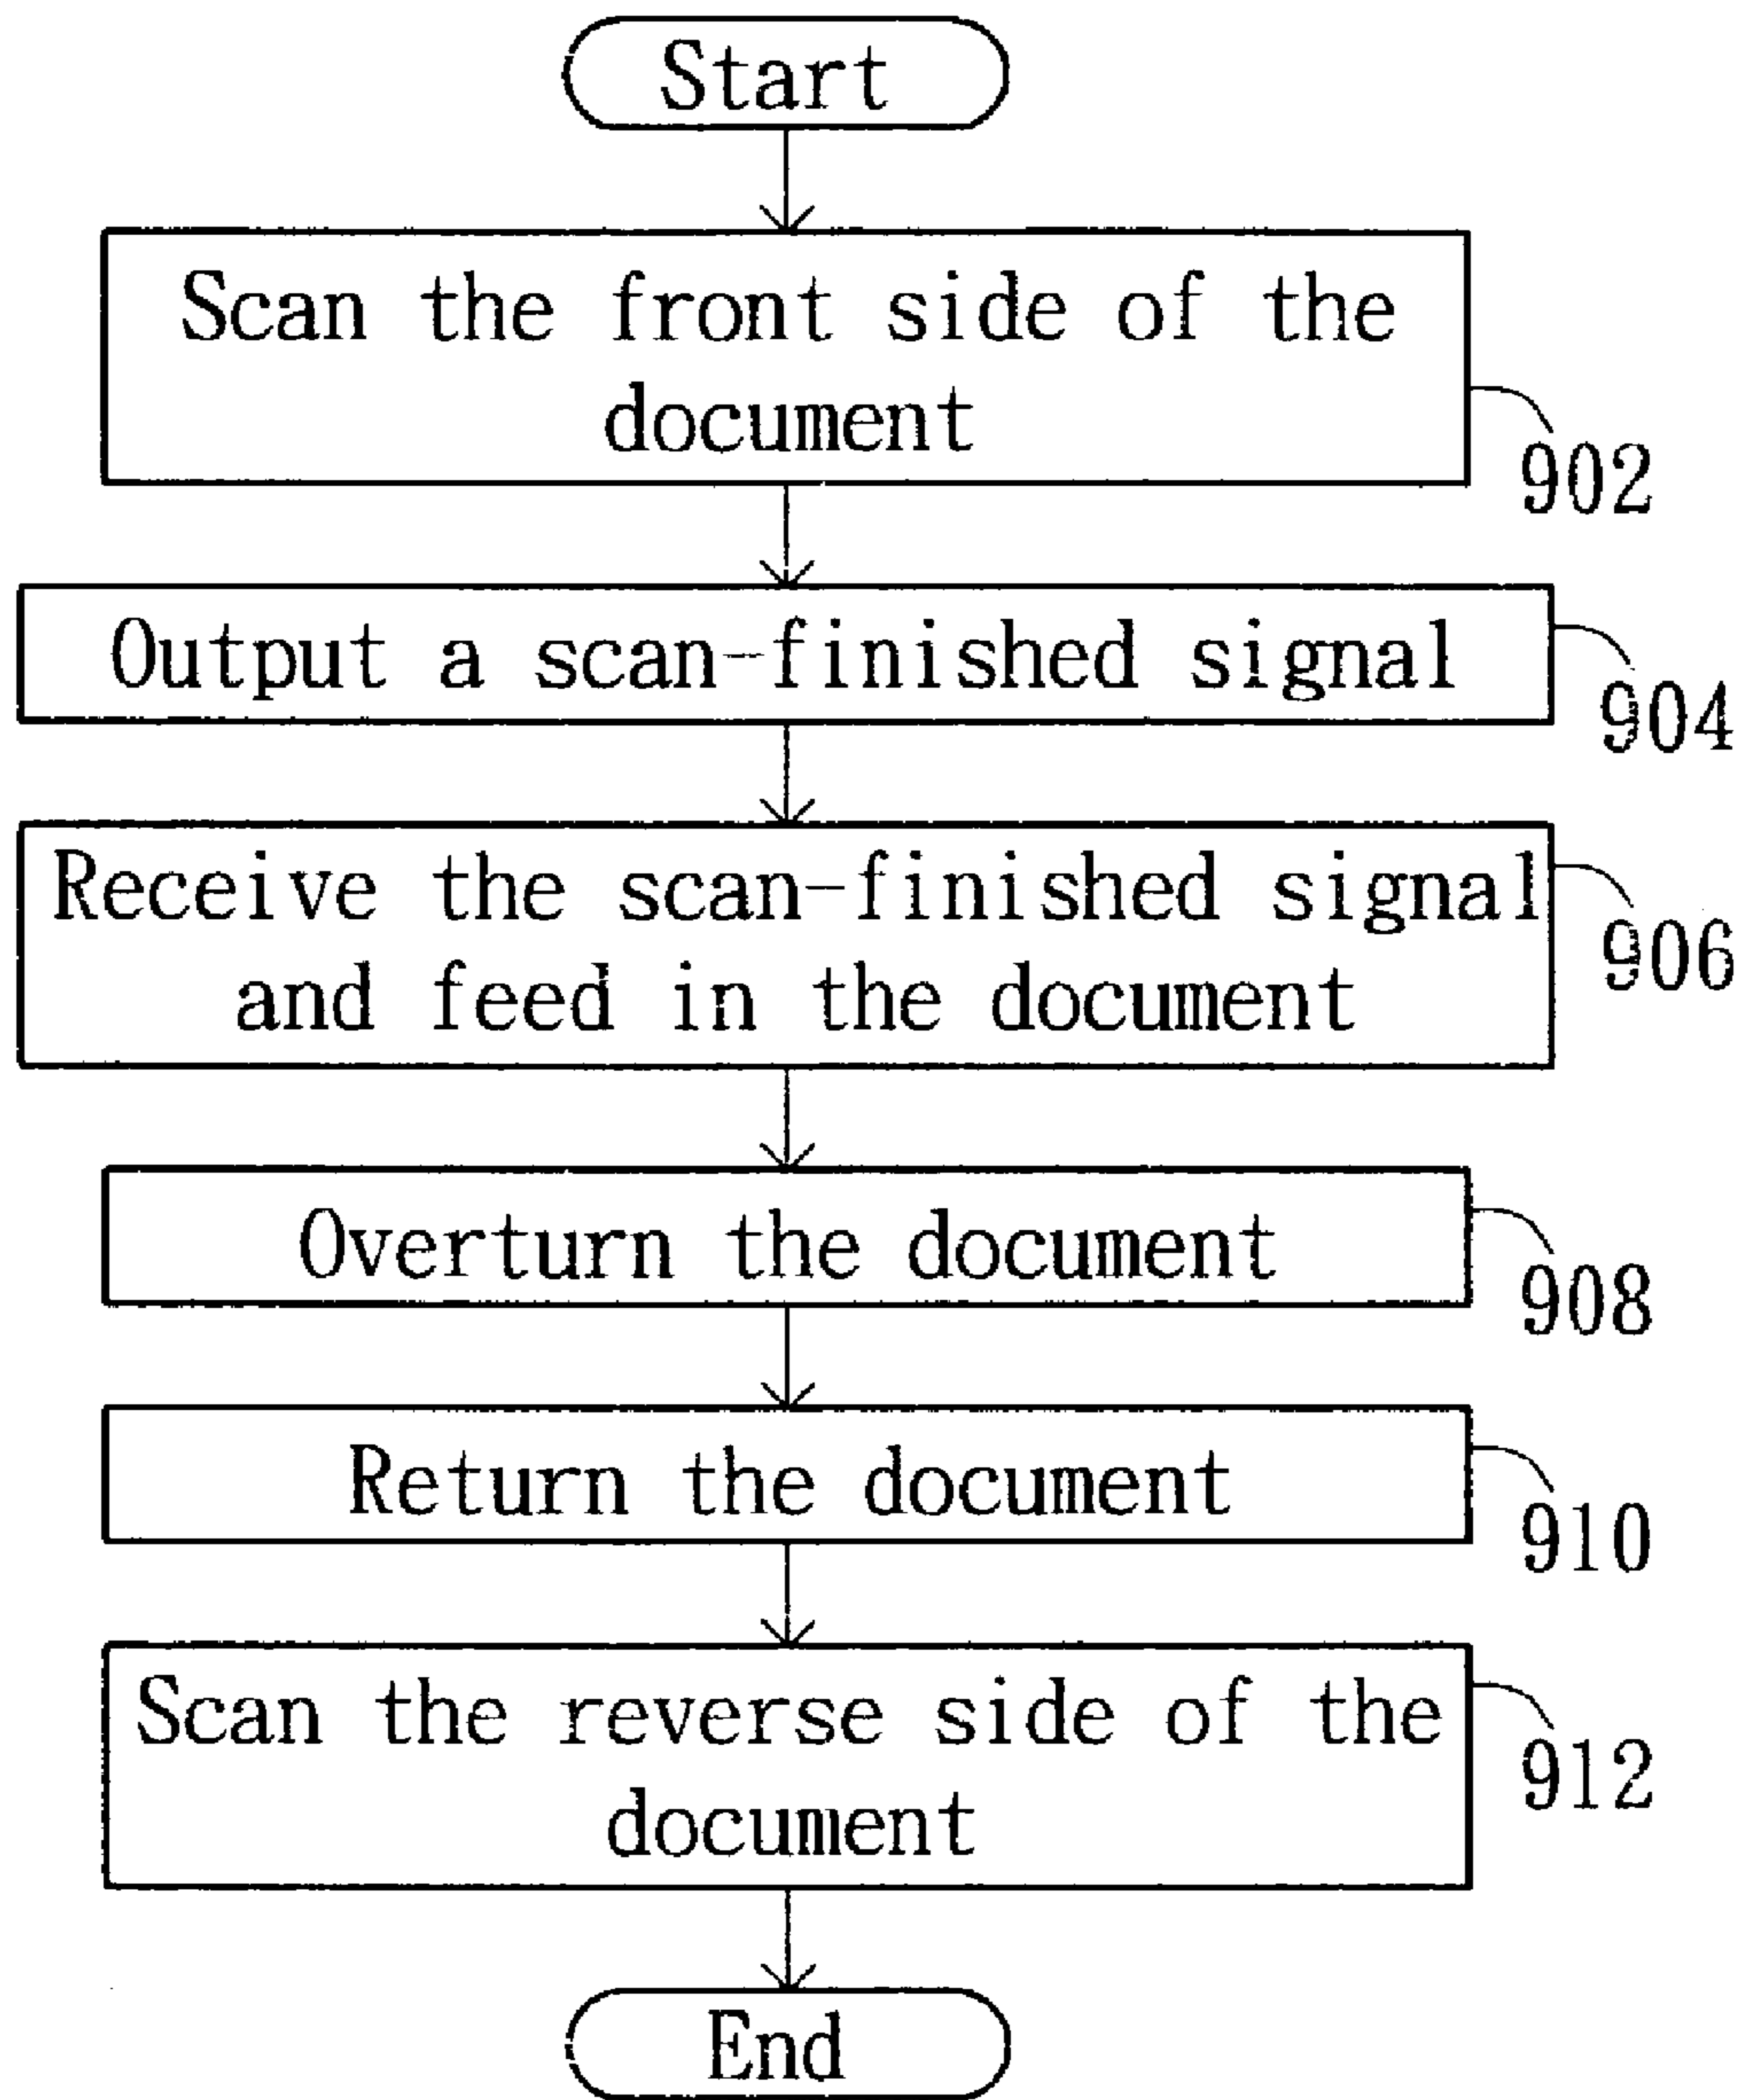 Start
Scan the front side of the
document
902
Output a scan-finished signal
904
Receive the scan-finished signal
and feed in the document
906
Overturn the document
908
Return the document
910
Scan the reverse side of the
document
912
End